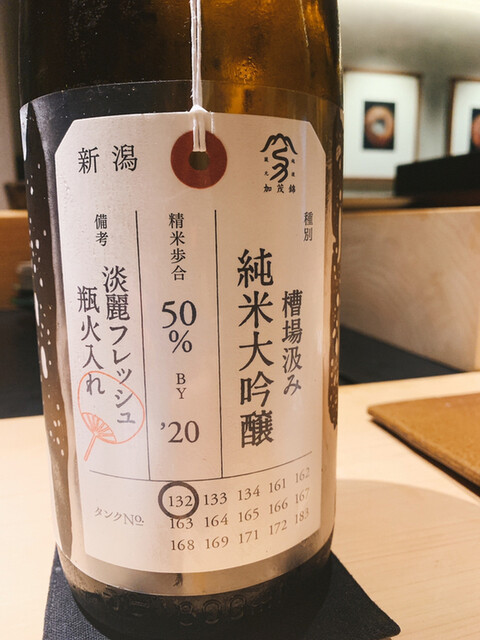 新潟
加茂錦
種別
槽場汲み
純米大吟醸
精米歩合
50%
BY
'20
備考
淡麗フレッシュ
瓶火入れ
タンクNo.
132 133 134 161 162
163 164 165 166 167
168 169 171 172 183